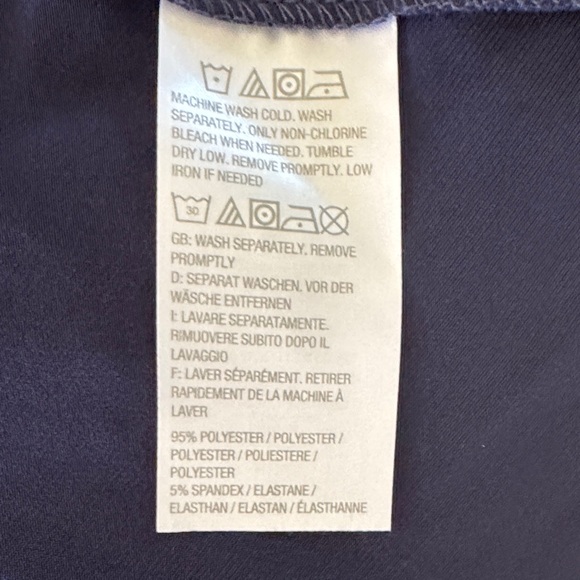 MACHINE WASH COLD. WASH
SEPARATELY. ONLY NON-CHLORINE
BLEACH WHEN NEEDED. TUMBLE
DRY LOW. REMOVE PROMPTLY. LOW
IRON IF NEEDED
30
GB: WASH SEPARATELY. REMOVE
PROMPTLY
D: SEPARAT WASCHEN. VOR DER
WÄSCHE ENTFERNEN
I: LAVARE SEPARATAMENTE.
RIMUOVERE SUBITO DOPO IL
LAVAGGIO
F: LAVER SÉPARÉMENT. RETIRER
RAPIDEMENT DE LA MACHINE À
LAVER
95% POLYESTER / POLYESTER /
POLYESTER / POLIESTERE /
POLYESTER
5% SPANDEX / ELASTANE /
ELASTHAN / ELASTAN / ÉLASTHANNE